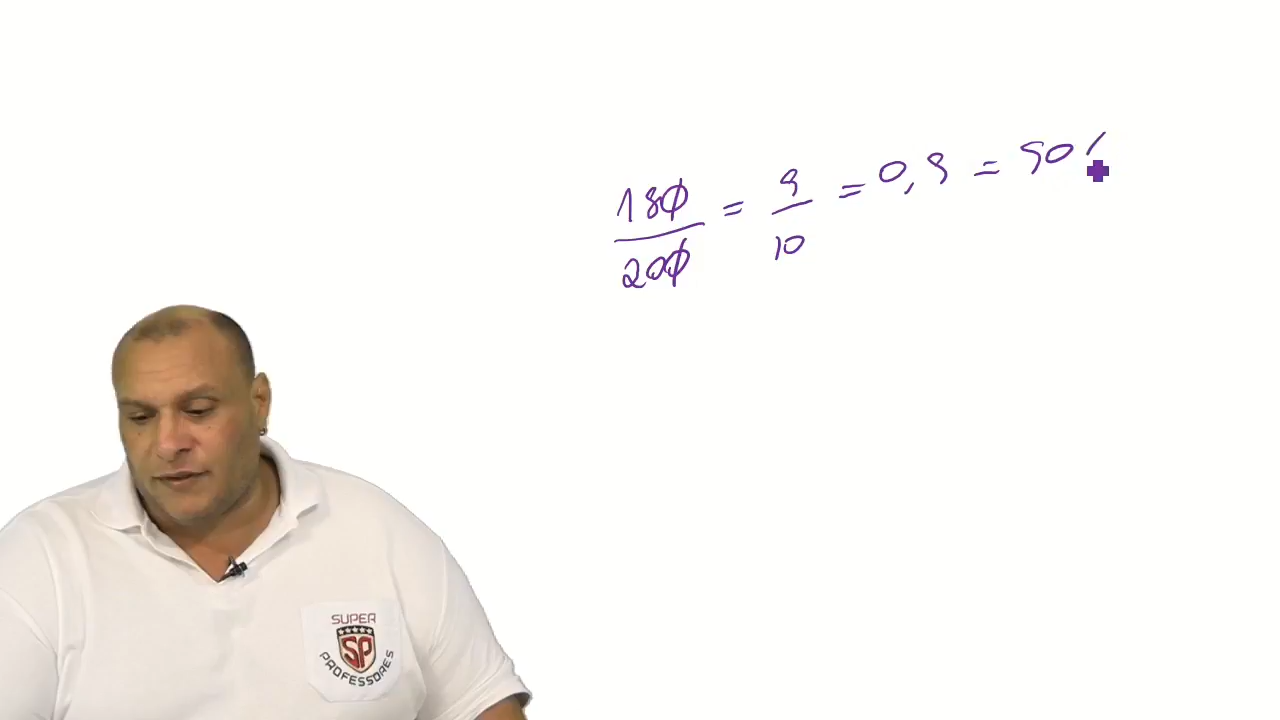 180/200 = 9/10 = 0,9 = 90%
SUPER
SP
PROFESSORES